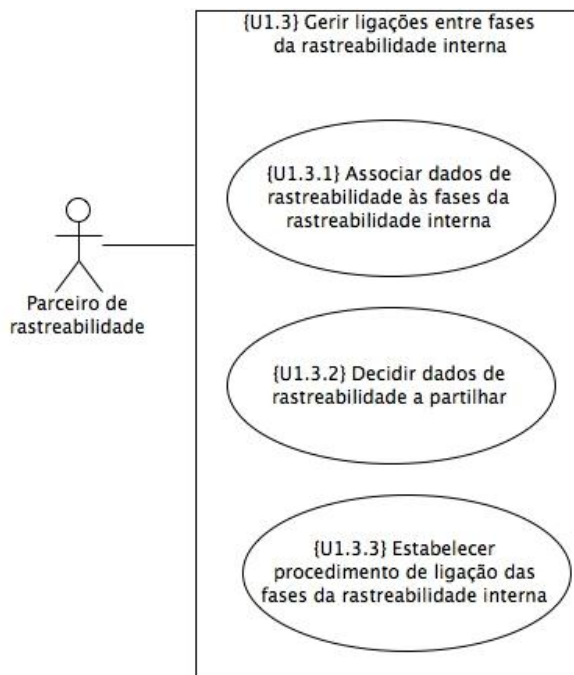 {U1.3} Gerir ligações entre fases
da rastreabilidade interna
{U1.3.1} Associar dados de
rastreabilidade às fases da
rastreabilidade interna
Parceiro de
rastreabilidade
{U1.3.2} Decidir dados de
rastreabilidade a partilhar
{U1.3.3} Estabelecer
procedimento de ligação das
fases da rastreabilidade interna